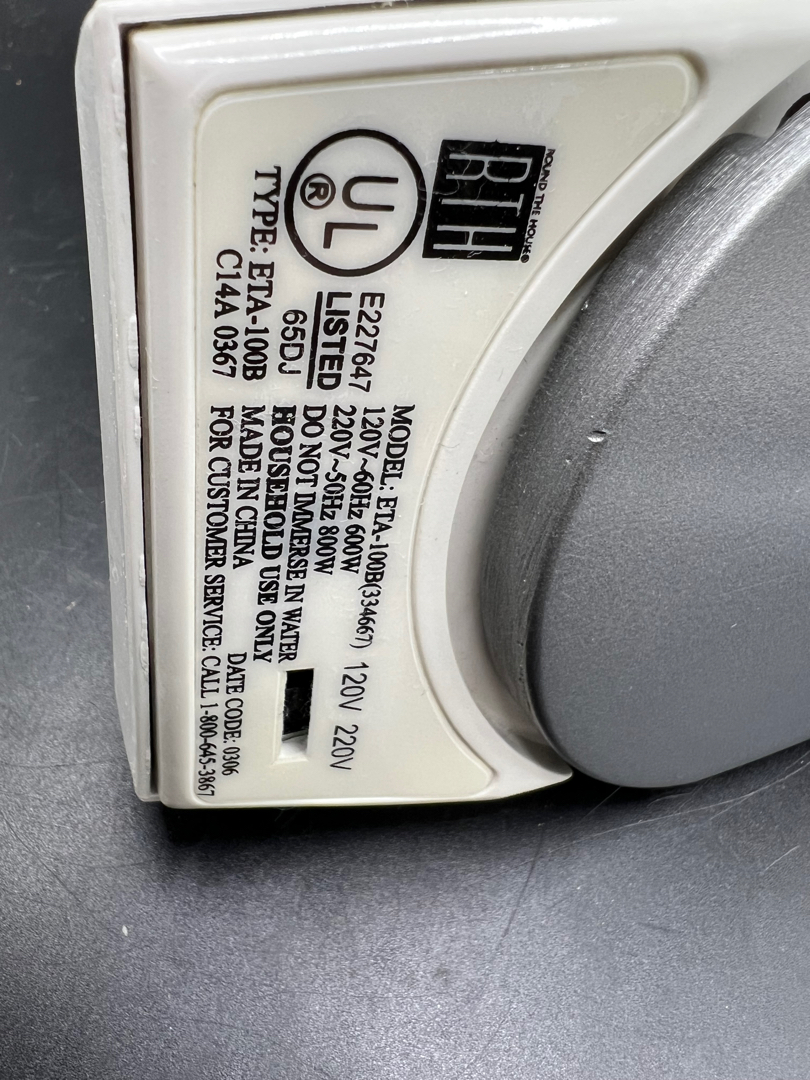 RTH
ROUND THE HOUSE®
UL
®
E227647
LISTED
65DJ
TYPE: ETA-100B
C14A 0367
MODEL: ETA-100B(334667)
120V~60Hz 600W
220V~50Hz 800W
DO NOT IMMERSE IN WATER
HOUSEHOLD USE ONLY
MADE IN CHINA
FOR CUSTOMER SERVICE: CALL 1-800-645-3867
DATE CODE: 0306
120V 220V